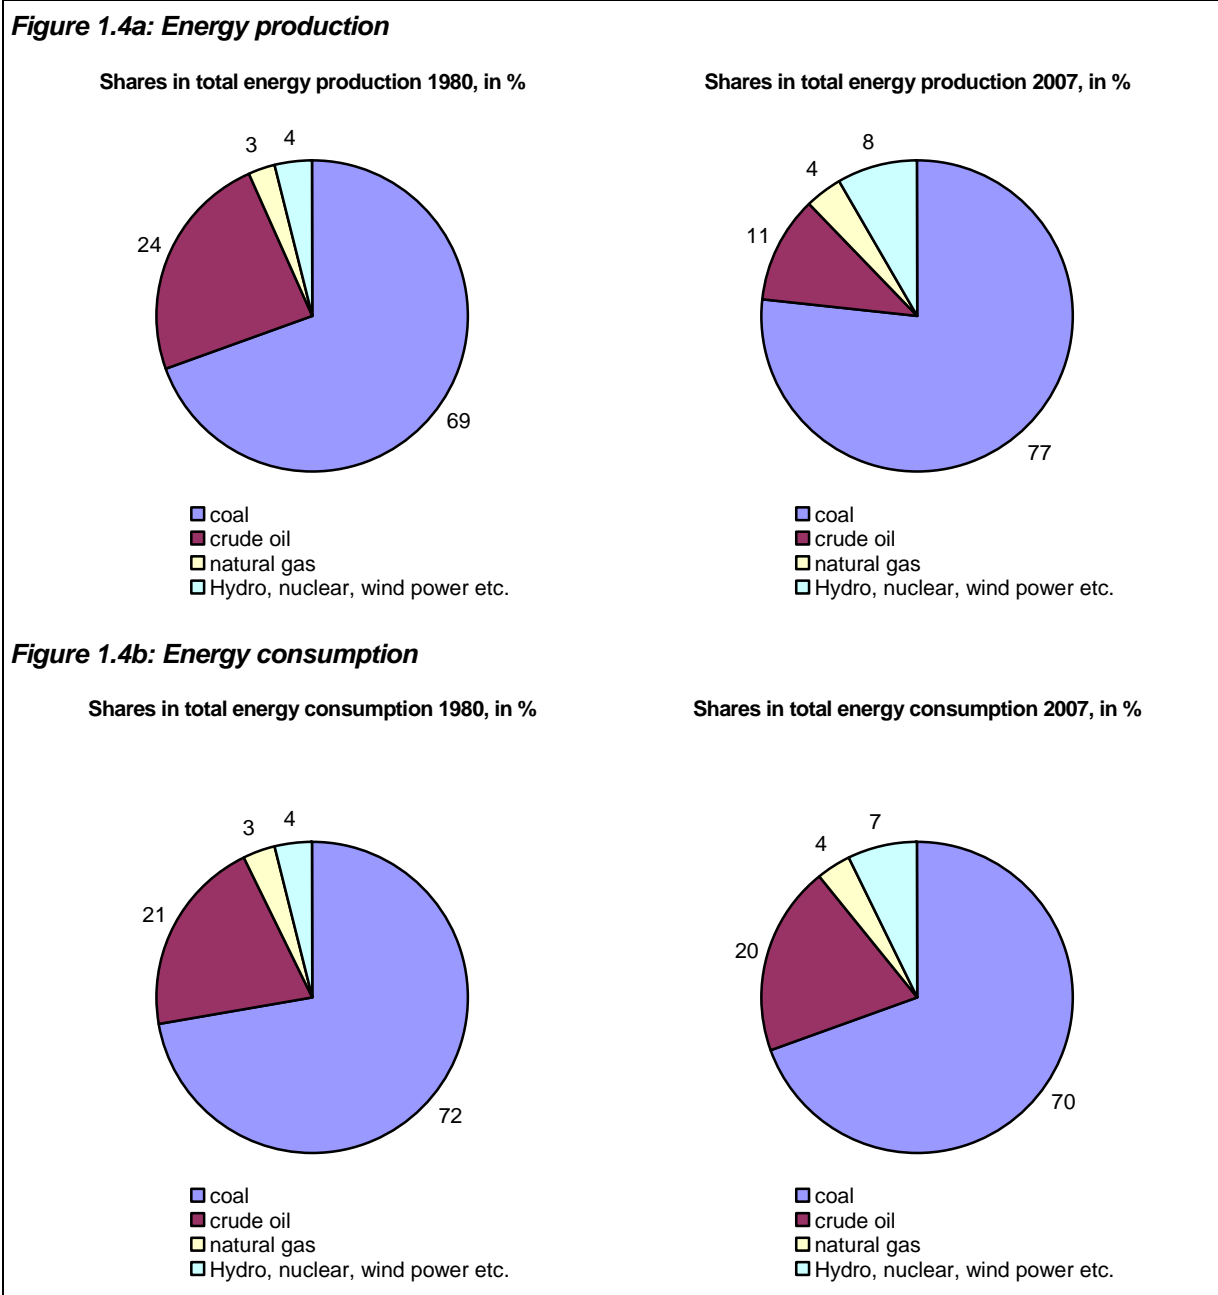 Figure 1.4a: Energy production
Shares in total energy production 1980, in %
3
4
24
69
coal
crude oil
natural gas
Hydro, nuclear, wind power etc.
Shares in total energy production 2007, in %
8
4
11
77
coal
crude oil
natural gas
Hydro, nuclear, wind power etc.
Figure 1.4b: Energy consumption
Shares in total energy consumption 1980, in %
3
4
21
72
coal
crude oil
natural gas
Hydro, nuclear, wind power etc.
Shares in total energy consumption 2007, in %
7
4
20
70
coal
crude oil
natural gas
Hydro, nuclear, wind power etc.